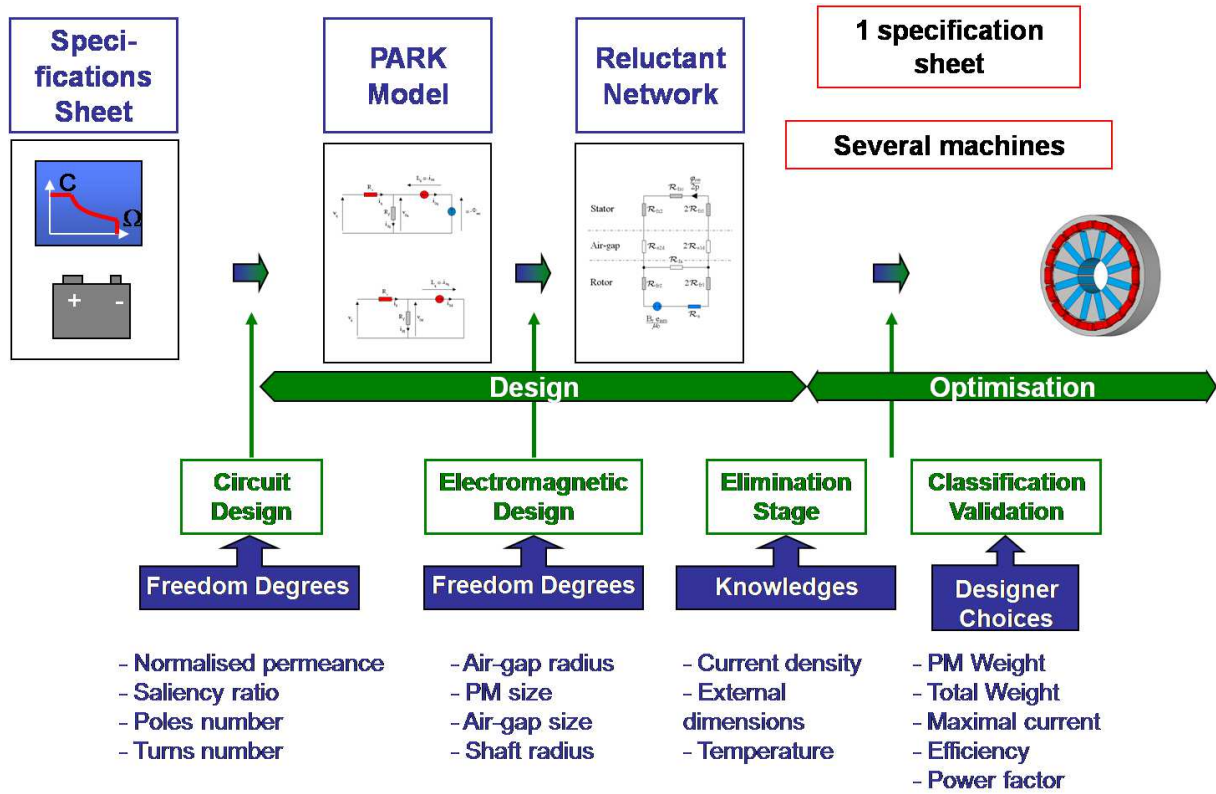 Speci-
fications
Sheet
PARK
Model
Reluctant
Network
1 specification
sheet
Several machines
C
Ω
+ -
Stator
Air-gap
Rotor
Design
Optimisation
Circuit
Design
Electromagnetic
Design
Elimination
Stage
Classification
Validation
Freedom Degrees
Freedom Degrees
Knowledges
Designer
Choices
- Normalised permeance
- Saliency ratio
- Poles number
- Turns number
- Air-gap radius
- PM size
- Air-gap size
- Shaft radius
- Current density
- External
dimensions
- Temperature
- PM Weight
- Total Weight
- Maximal current
- Efficiency
- Power factor